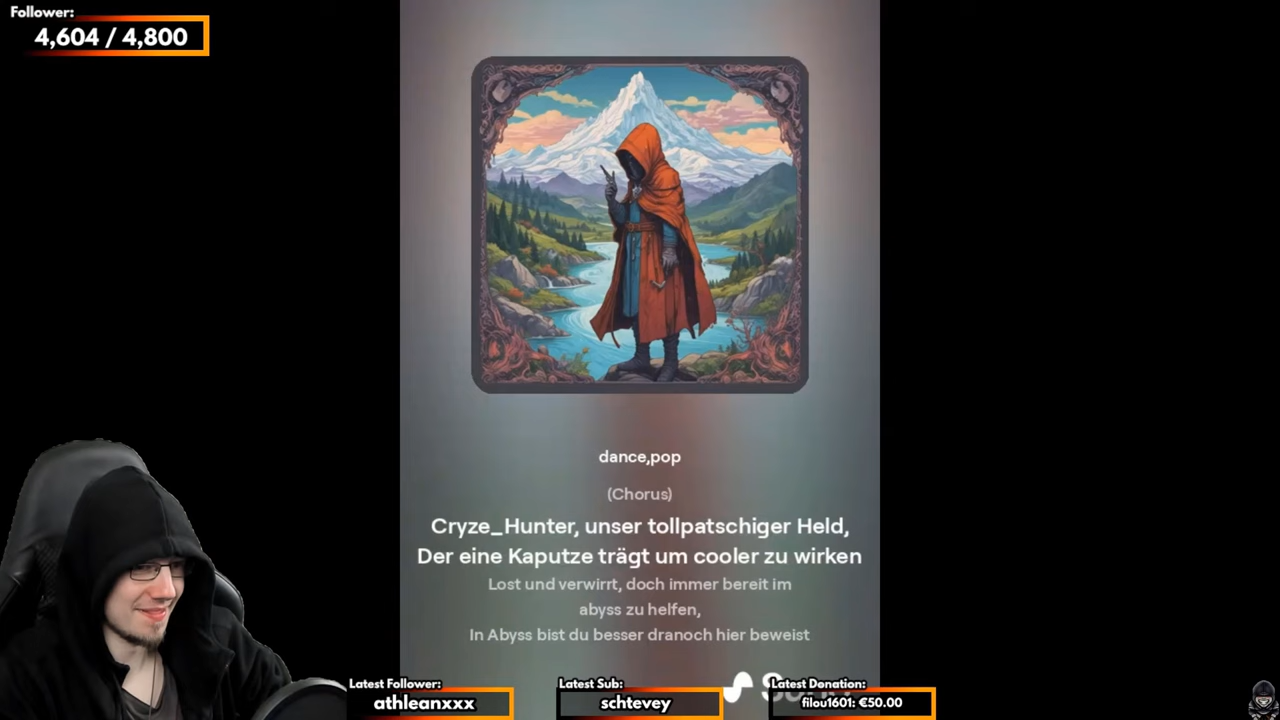 Follower:
4,604 / 4,800
dance,pop
(Chorus)
Cryze_Hunter, unser tollpatschiger Held,
Der eine Kaputze trägt um cooler zu wirken
Lost und verwirrt, doch immer bereit im
abyss zu helfen,
In Abyss bist du besser dranoch hier beweist
Latest Follower:
athleanxxx
Latest Sub:
schtevey
Latest Donation:
filou1601: €50.00